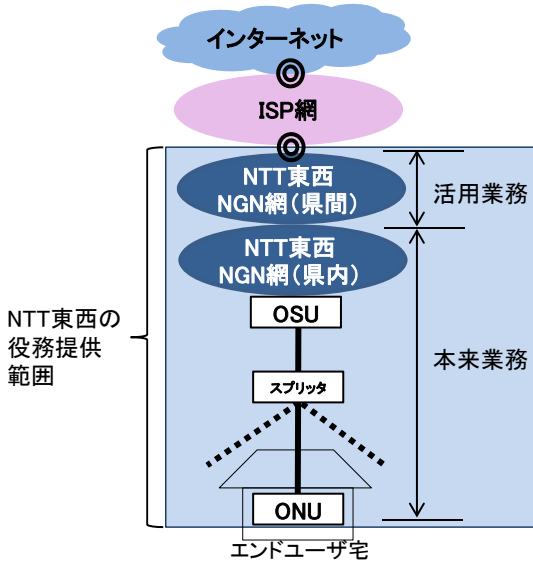 インターネット
ISP網
NTT東西
NGN網(県間)
活用業務
NTT東西
NGN網(県内)
OSU
NTT東西の
役務提供
範囲
本来業務
スプリッタ
ONU
エンドユーザ宅